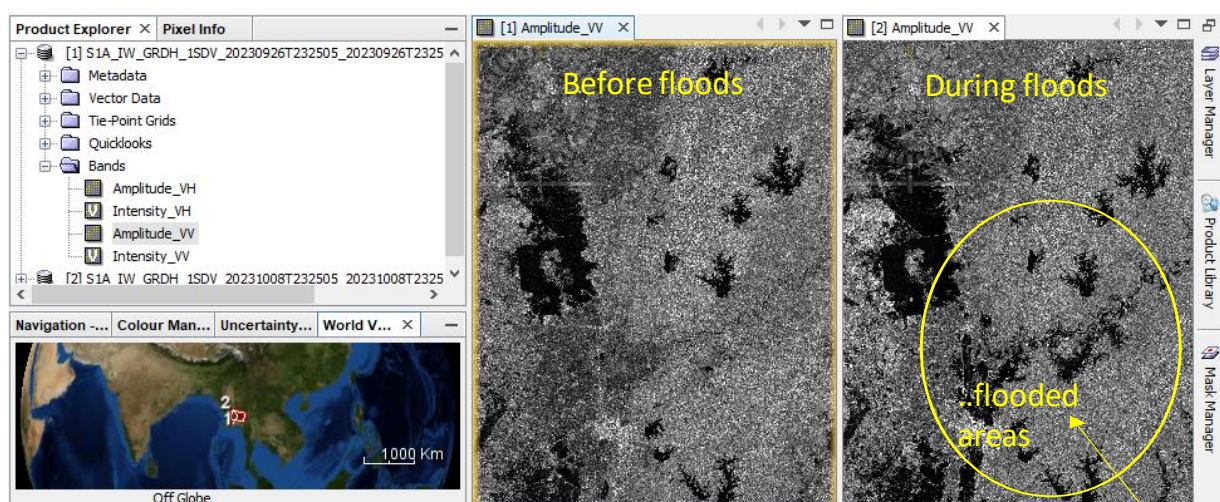 Product Explorer × Pixel Info
[1] S1A_IW_GRDH_1SDV_20230926T232505_20230926T2325
Metadata
Vector Data
Tie-Point Grids
Quicklooks
Bands
Amplitude_VH
Intensity_VH
Amplitude_VV
Intensity_VV
[2] S1A_IW_GRDH_1SDV_20231008T232505_20231008T2325
Navigation -... Colour Man... Uncertainty... World V... ×
2
1
1000 Km
Off Globe
[1] Amplitude_VV ×
Before floods
[2] Amplitude_VV ×
During floods
..flooded
areas
Layer Manager
Product Library
Mask Manager